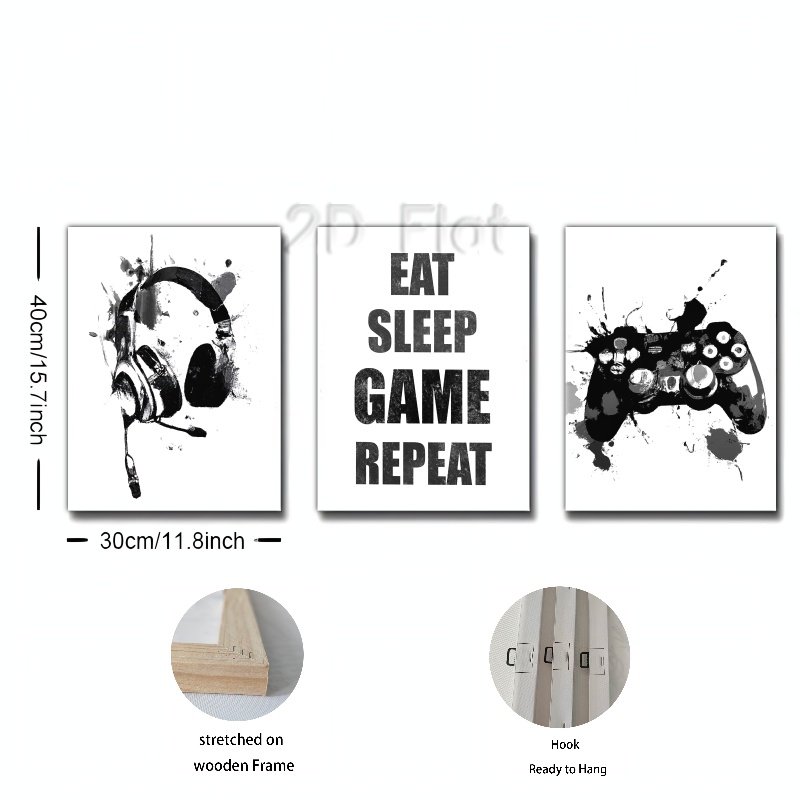 2D Flat
EAT
SLEEP
GAME
REPEAT
40cm/15.7inch
30cm/11.8inch
stretched on
wooden Frame
Hook
Ready to Hang